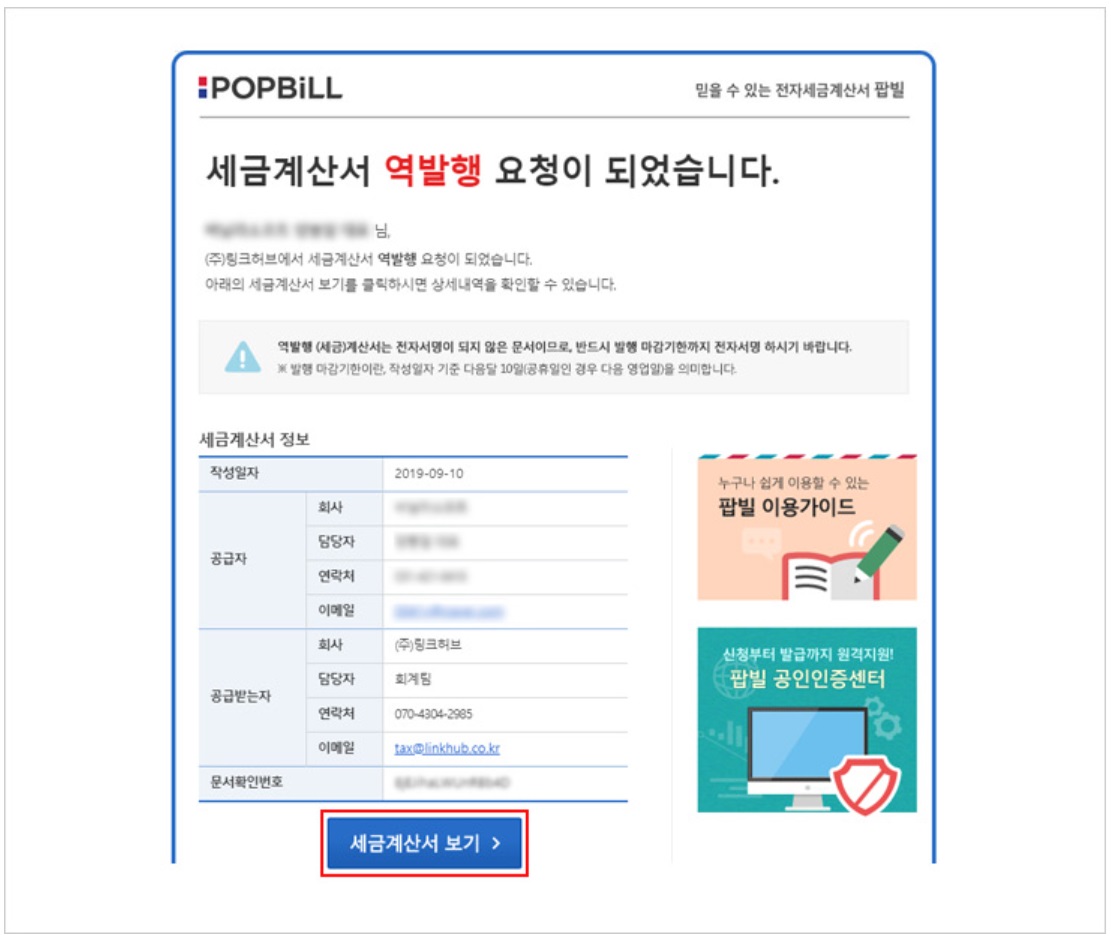 POPBiLL
믿을 수 있는 전자세금계산서 팝빌
세금계산서 역발행 요청이 되었습니다.
님,
(주)링크허브에서 세금계산서 역발행 요청이 되었습니다.
아래의 세금계산서 보기를 클릭하시면 상세내역을 확인할 수 있습니다.
역발행 (세금)계산서는 전자서명이 되지 않은 문서이므로, 반드시 발행 마감기한까지 전자서명 하시기 바랍니다.
※ 발행 마감기한이란, 작성일자 기준 다음달 10일(공휴일인 경우 다음 영업일)을 의미합니다.
세금계산서 정보
작성일자 2019-09-10
공급자
회사
담당자
연락처
이메일
공급받는자
회사 (주)링크허브
담당자 회계팀
연락처 070-4304-2985
이메일 tax@linkhub.co.kr
문서확인번호
세금계산서 보기 >
누구나 쉽게 이용할 수 있는
팝빌 이용가이드
신청부터 발급까지 원격지원!
팝빌 공인인증센터